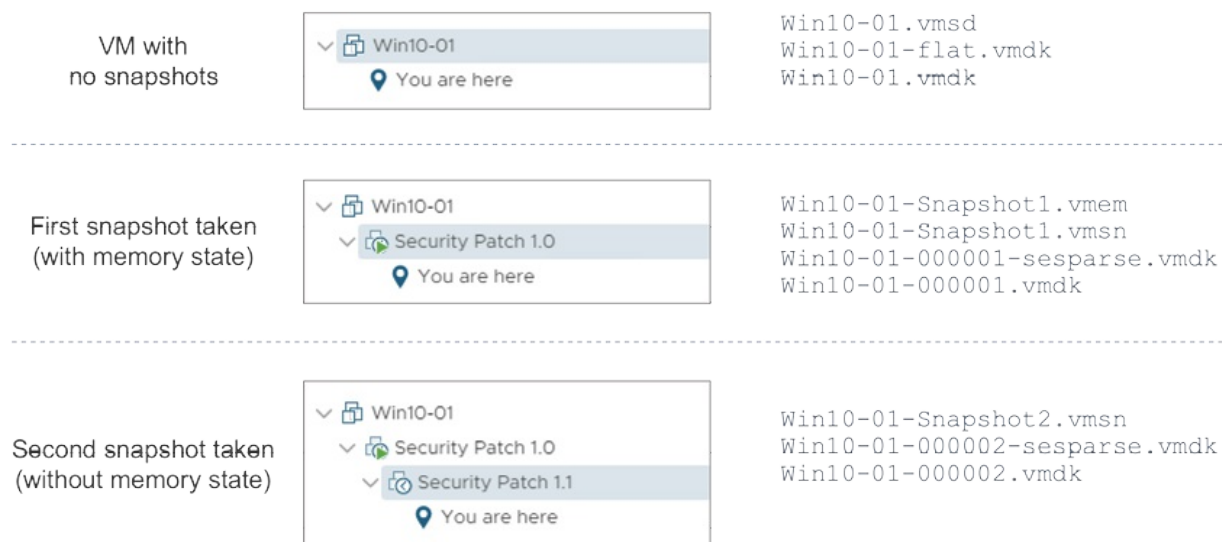 VM with
no snapshots
Win10-01
You are here
Win10-01.vmsd
Win10-01-flat.vmdk
Win10-01.vmdk
First snapshot taken
(with memory state)
Win10-01
Security Patch 1.0
You are here
Win10-01-Snapshot1.vmem
Win10-01-Snapshot1.vmsn
Win10-01-000001-sesparse.vmdk
Win10-01-000001.vmdk
Second snapshot taken
(without memory state)
Win10-01
Security Patch 1.0
Security Patch 1.1
You are here
Win10-01-Snapshot2.vmsn
Win10-01-000002-sesparse.vmdk
Win10-01-000002.vmdk